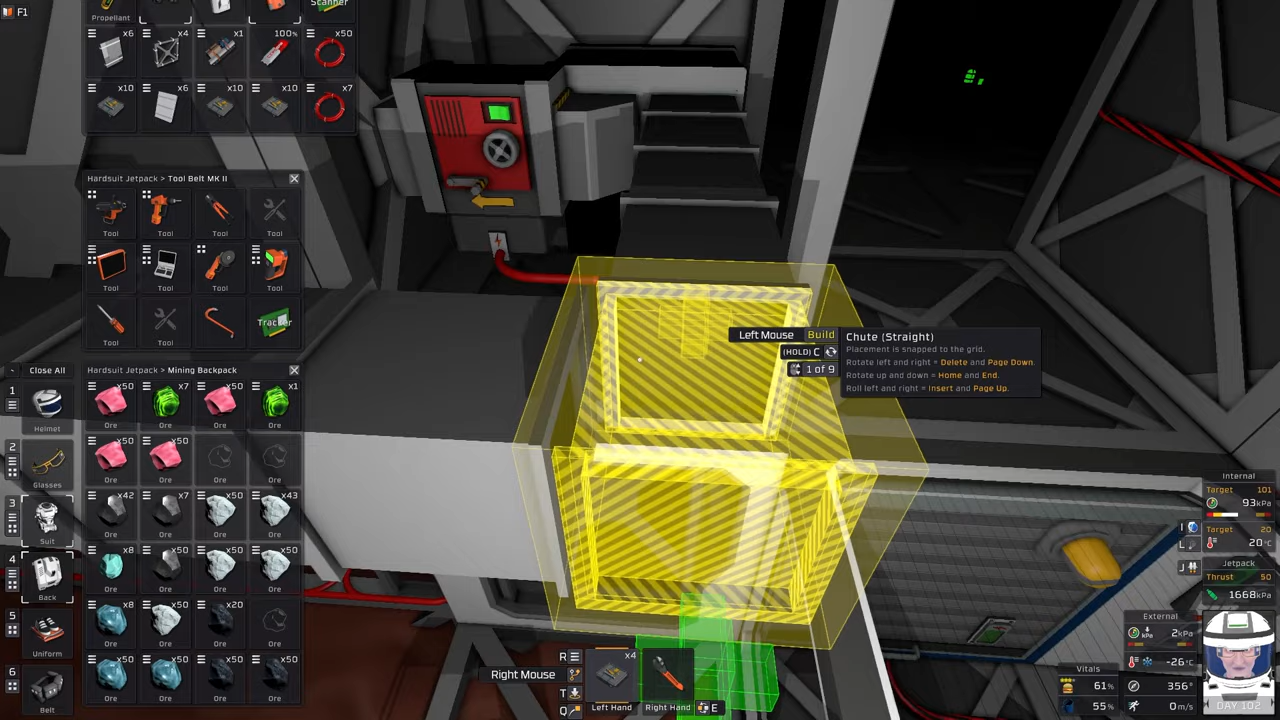 F1
Propellant
Scanner
x6
x4
x1
100%
x50
x10
x6
x10
x10
x7
Hardsuit Jetpack > Tool Belt MK II
Tool
Tool
Tool
Tool
Tool
Tool
Tool
Tool
Tool
Tool
Tool
Tracker
Close All
Hardsuit Jetpack > Mining Backpack
1
Helmet
2
Glasses
3
Suit
4
Back
5
Uniform
6
Belt
x50
x50
x50
x1
Ore
Ore
Ore
Ore
x50
x50
Ore
Ore
Ore
Ore
x42
x7
x50
x43
Ore
Ore
Ore
Ore
x8
x50
x50
x50
Ore
Ore
Ore
Ore
x8
x50
x20
Ore
Ore
Ore
Ore
x50
x50
x50
x50
Ore
Ore
Ore
Ore
Left Mouse Build
(HOLD) C
1 of 9
Chute (Straight)
Placement is snapped to the grid.
Rotate left and right = Delete and Page Down.
Rotate up and down = Home and End.
Roll left and right = Insert and Page Up.
Right Mouse
R
T
Q
x4
Left Hand
Right Hand
E
Internal
Target 101
93kPa
Target 20
20°C
I
L
J
Jetpack
Thrust 50
1668kPa
External
kPa
2kPa
-26°C
Vitals
61%
55%
356°
0m/s
DAY 102